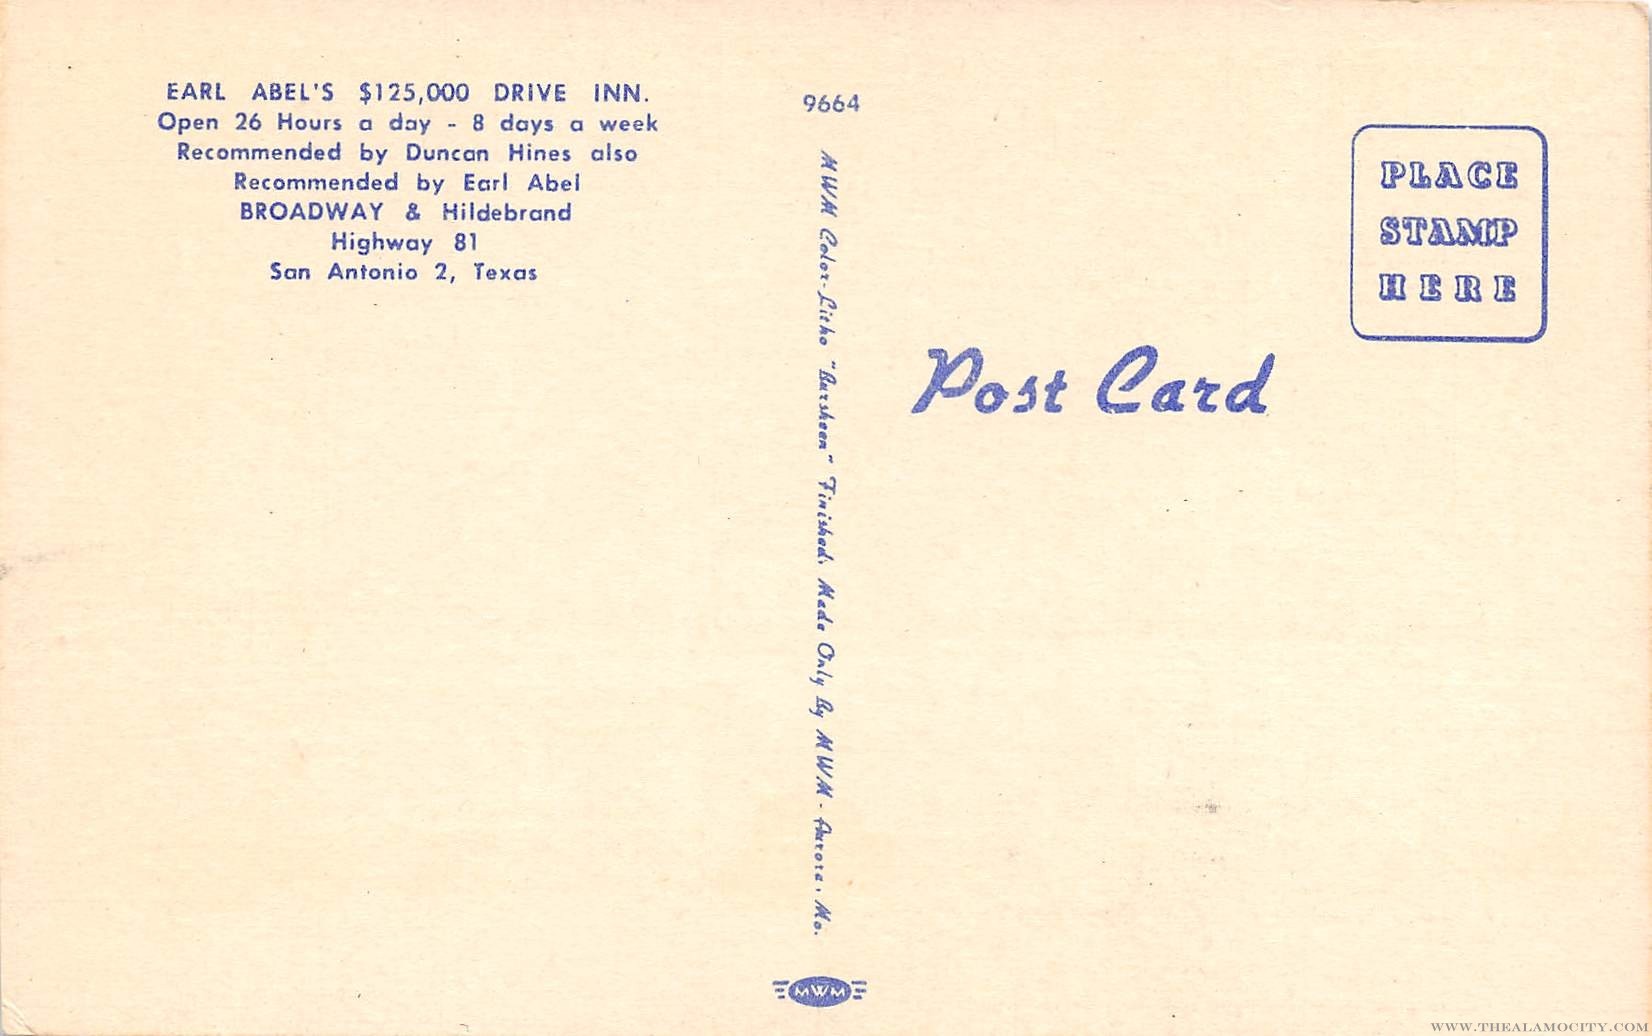 EARL ABEL'S $125,000 DRIVE INN.
Open 26 Hours a day - 8 days a week
Recommended by Duncan Hines also
Recommended by Earl Abel
BROADWAY & Hildebrand
Highway 81
San Antonio 2, Texas
9664
MWM Color-Litho "Bursheen" Finished, Made Only By MWM - Aurora, Mo.
MWM
PLACE
STAMP
HERE
Post Card
WWW.THEALAMOCITY.COM